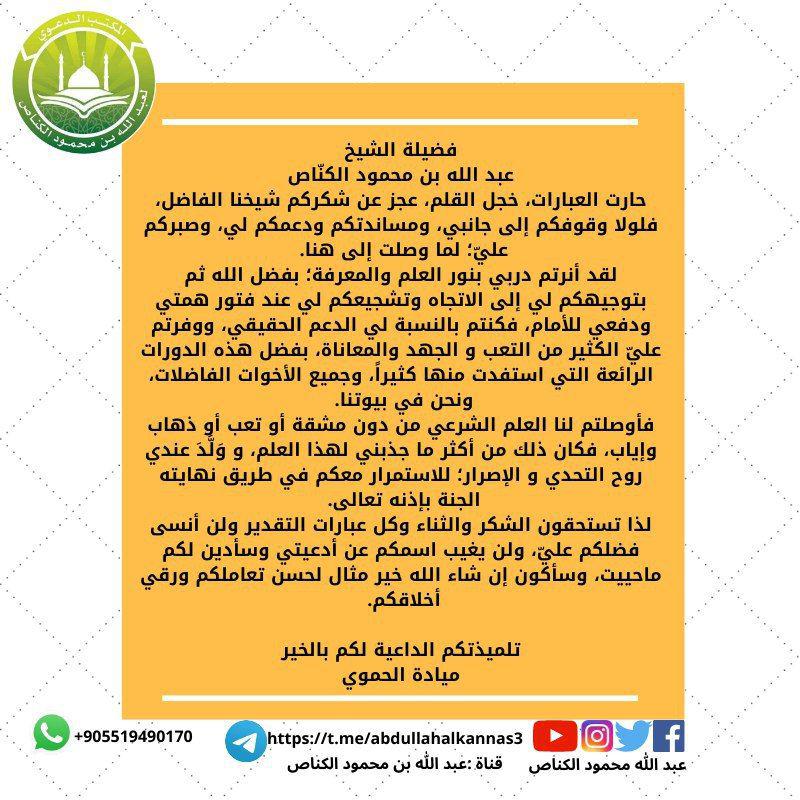 المكتب الدعوي
لعبد الله بن محمود الكناص
فضيلة الشيخ
عبد الله بن محمود الكنّاص
حارت العبارات، خجل القلم، عجز عن شكركم شيخنا الفاضل،
فلولا وقوفكم إلى جانبي، ومساندتكم ودعمكم لي، وصبركم
عليّ؛ لما وصلت إلى هنا.
لقد أنرتم دربي بنور العلم والمعرفة؛ بفضل الله ثم
بتوجيهكم لي إلى الاتجاه وتشجيعكم لي عند فتور همتي
ودفعي للأمام، فكنتم بالنسبة لي الدعم الحقيقي، ووفرتم
عليّ الكثير من التعب و الجهد والمعاناة، بفضل هذه الدورات
الرائعة التي استفدت منها كثيراً، وجميع الأخوات الفاضلات،
ونحن في بيوتنا.
فأوصلتم لنا العلم الشرعي من دون مشقة أو تعب أو ذهاب
وإياب، فكان ذلك من أكثر ما جذبني لهذا العلم، و وَلَّدَ عندي
روح التحدي و الإصرار؛ للاستمرار معكم في طريق نهايته
الجنة بإذنه تعالى.
لذا تستحقون الشكر والثناء وكل عبارات التقدير ولن أنسى
فضلكم عليّ، ولن يغيب اسمكم عن أدعيتي وسأدين لكم
ماحييت، وسأكون إن شاء الله خير مثال لحسن تعاملكم ورقي
أخلاقكم.
تلميذتكم الداعية لكم بالخير
ميادة الحموي
+905519490170
https://t.me/abdullahalkannas3
قناة :عبد الله بن محمود الكناص
عبد الله محمود الكناص